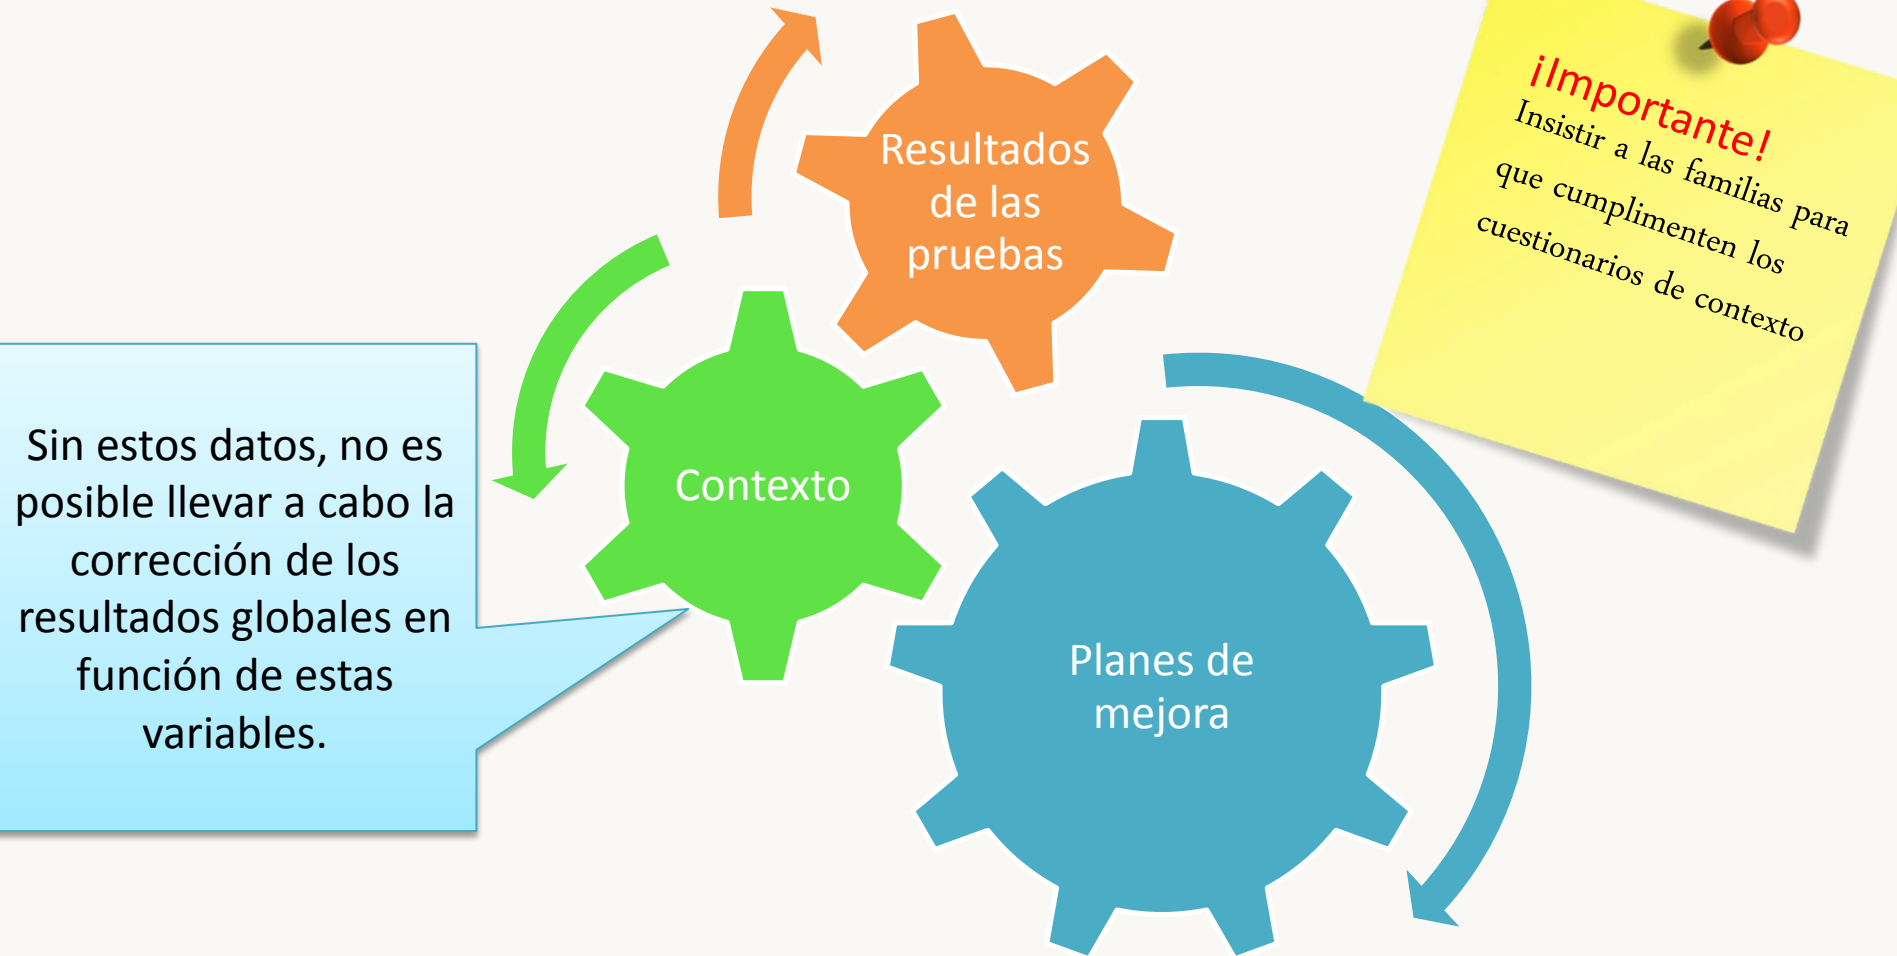 Resultados
de las
pruebas
¡Importante!
Insistir a las familias para
que cumplimenten los
cuestionarios de contexto
Contexto
Sin estos datos, no es
posible llevar a cabo la
corrección de los
resultados globales en
función de estas
variables.
Planes de
mejora